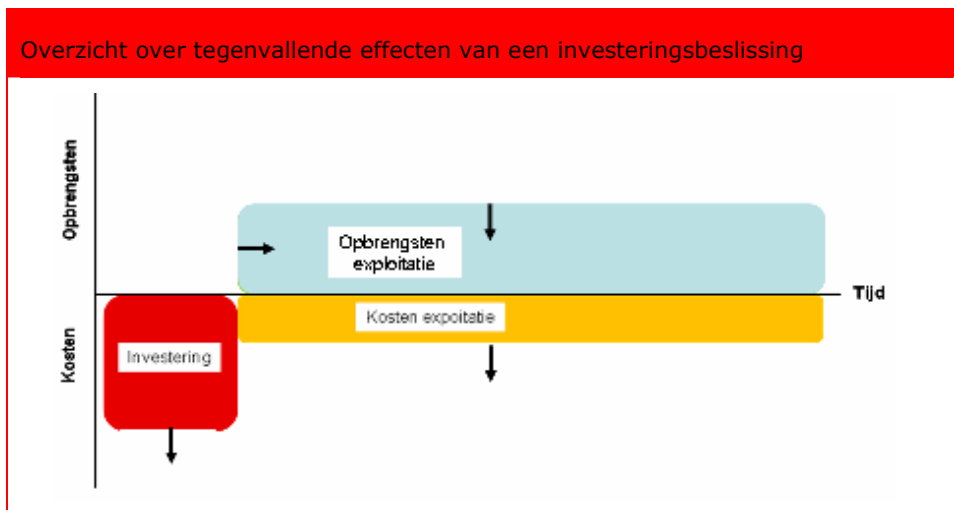 Overzicht over tegenvallende effecten van een investeringsbeslissing
Opbrengsten
Opbrengsten
exploitatie
Tijd
Kosten expoitatie
Kosten
Investering